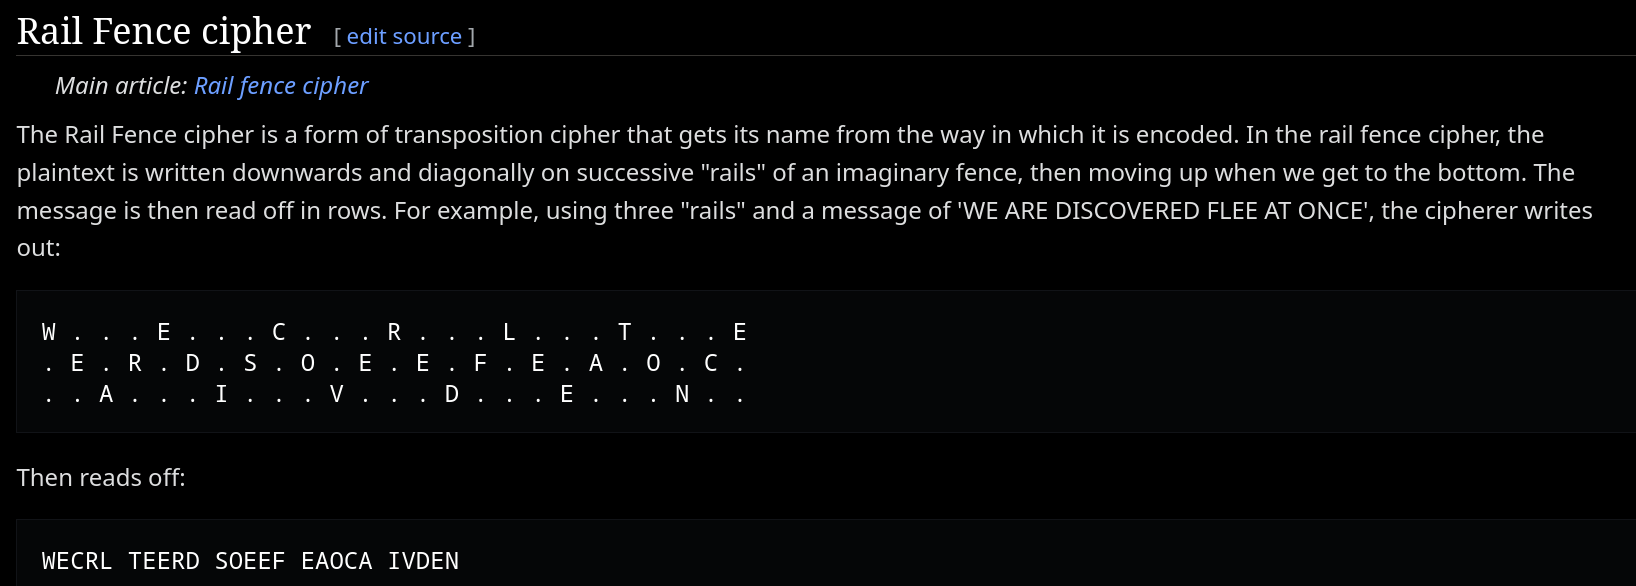 Rail Fence cipher [ edit source ]
Main article: Rail fence cipher
The Rail Fence cipher is a form of transposition cipher that gets its name from the way in which it is encoded. In the rail fence cipher, the
plaintext is written downwards and diagonally on successive "rails" of an imaginary fence, then moving up when we get to the bottom. The
message is then read off in rows. For example, using three "rails" and a message of 'WE ARE DISCOVERED FLEE AT ONCE', the cipherer writes
out:
W . . . E . . . C . . . R . . . L . . . T . . . E
. E . R . D . S . O . E . E . F . E . A . O . C .
. . A . . . I . . . V . . . D . . . E . . . N . .
Then reads off:
WECRL TEERD SOEEF EAOCA IVDEN